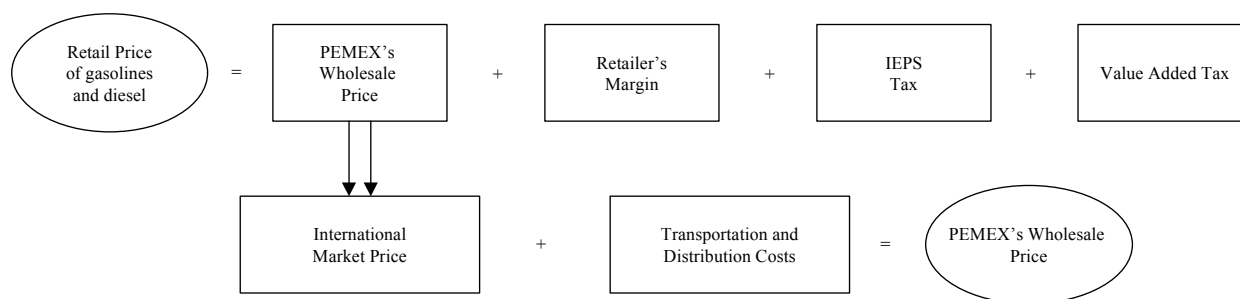 Retail Price
of gasolines
and diesel
=
PEMEX’s
Wholesale
Price
+
Retailer’s
Margin
+
IEPS
Tax
+
Value Added Tax
International
Market Price
+
Transportation and
Distribution Costs
=
PEMEX’s Wholesale
Price